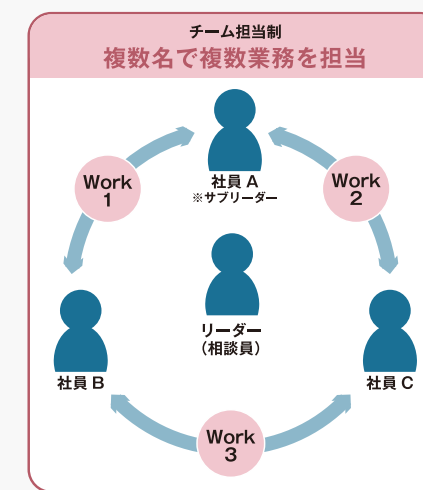 チーム担当制
複数名で複数業務を担当
社員 A
※サブリーダー
Work
1
Work
2
リーダー
（相談員）
社員 B
社員 C
Work
3